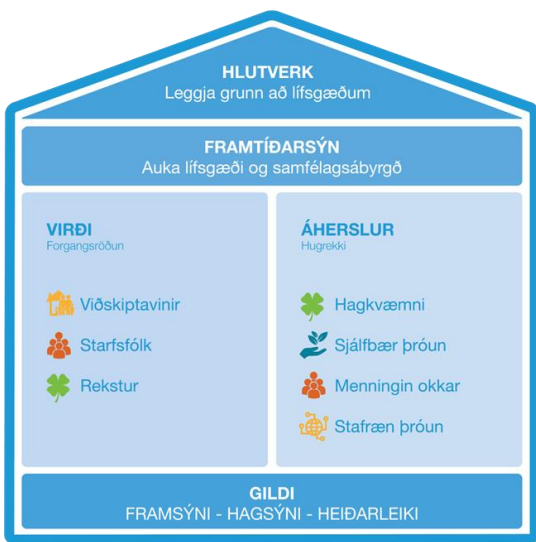 HLUTVERK
Leggja grunn að lífsgæðum
FRAMTÍÐARSÝN
Auka lífsgæði og samfélagsábyrgð
VIRÐI
Forgangsröðun
Viðskiptavinir
Starfsfólk
Rekstur
ÁHERSLUR
Hugrekki
Hagkvæmni
Sjálfbær þróun
Menningin okkar
Stafræn þróun
GILDI
FRAMSÝNI - HAGSÝNI - HEIÐARLEIKI